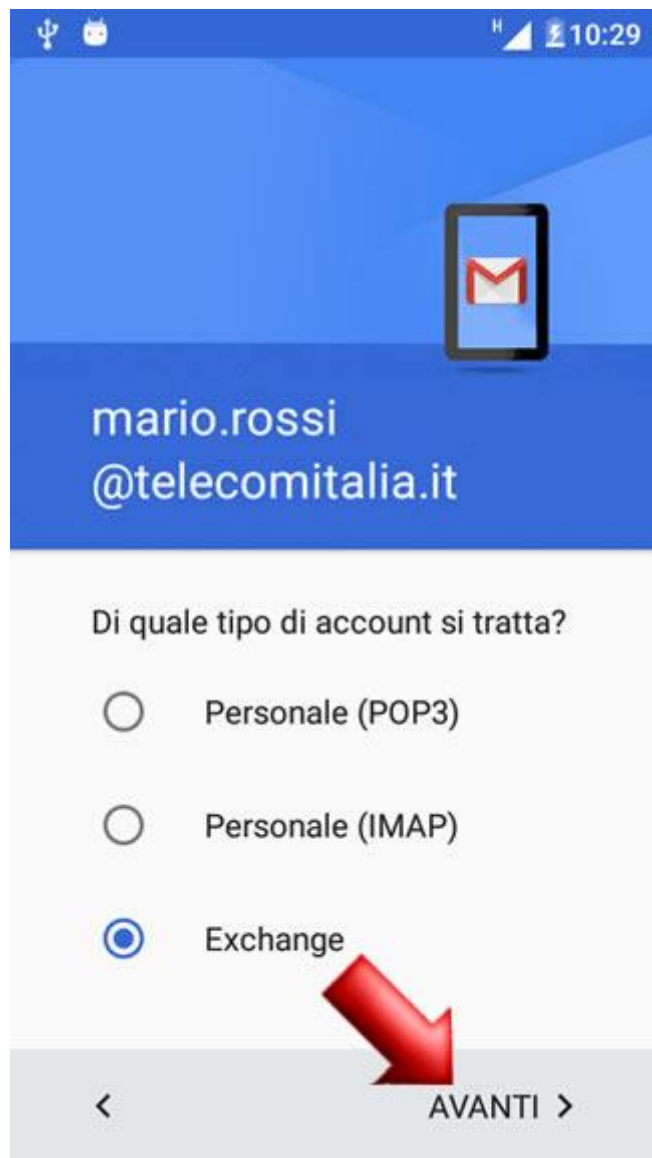 H 10:29
mario.rossi
@telecomitalia.it
Di quale tipo di account si tratta?
Personale (POP3)
Personale (IMAP)
Exchange
AVANTI